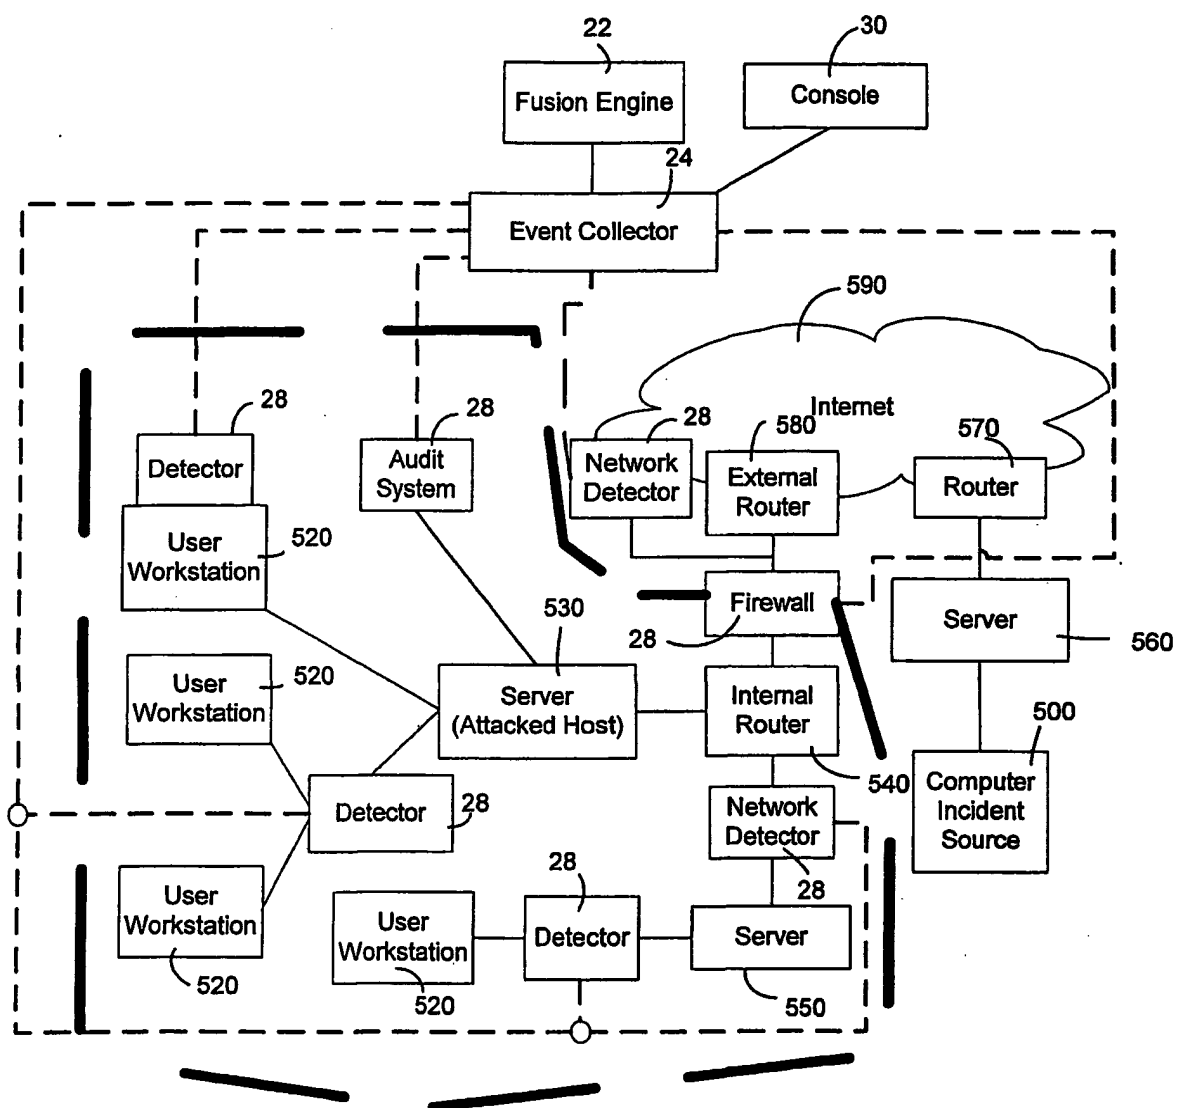 22
30
Fusion Engine
Console
24
Event Collector
590
28
28
28
Internet
580
570
Detector
Audit
System
Network
Detector
External
Router
Router
User
Workstation
520
530
Firewall
28
Server
560
User
Workstation
520
Server
(Attacked Host)
Internal
Router
500
540
Computer
Incident
Source
Detector
28
Network
Detector
28
User
Workstation
520
28
User
Workstation
520
Detector
Server
550